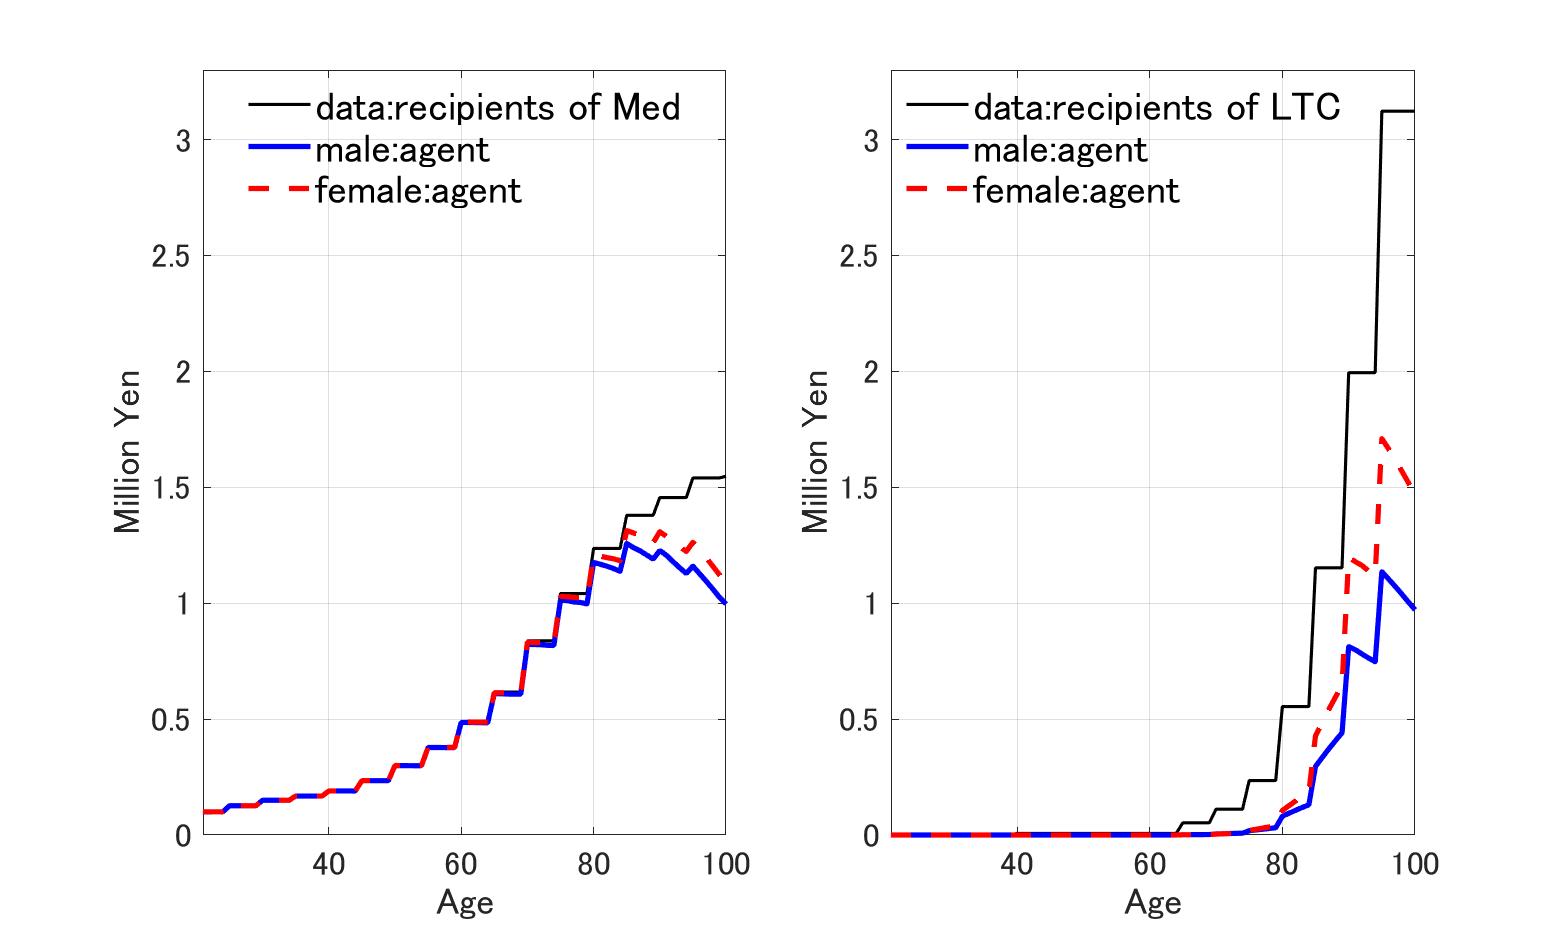 data:recipients of Med
male:agent
female:agent
3
2.5
2
1.5
1
0.5
0
40 60 80 100
Age
Million Yen
data:recipients of LTC
male:agent
female:agent
3
2.5
2
1.5
1
0.5
0
40 60 80 100
Age
Million Yen